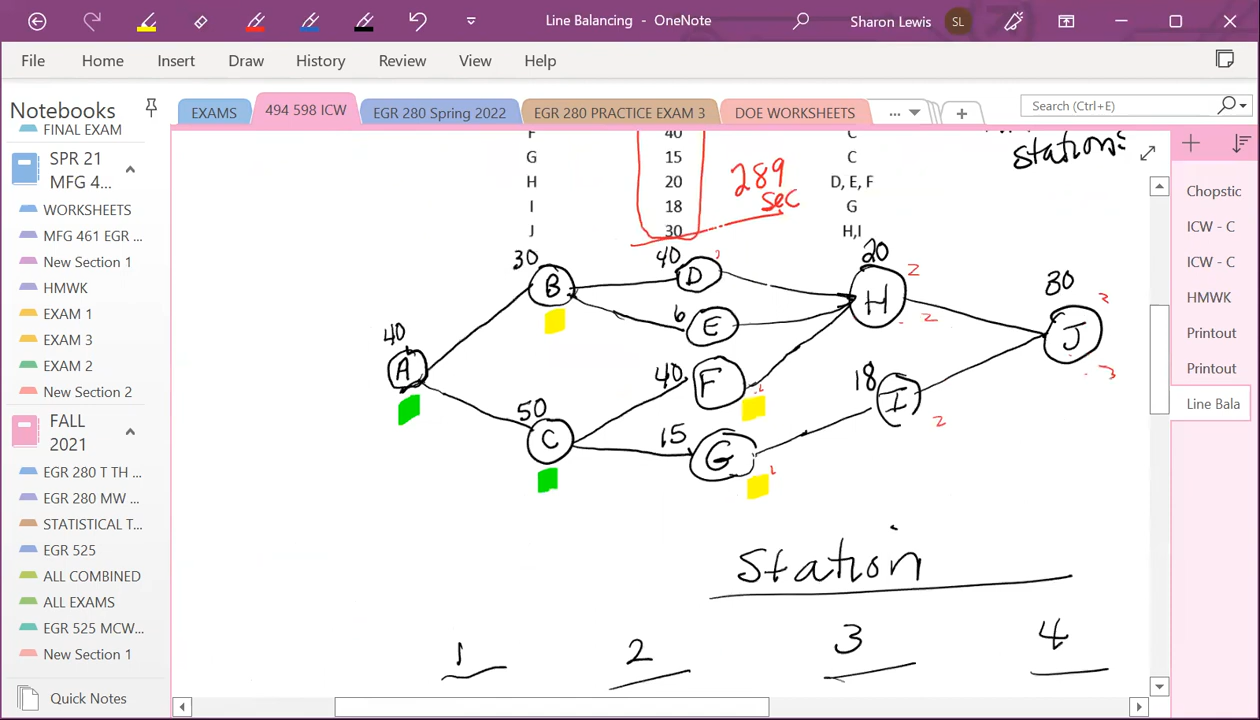 Line Balancing - OneNote
Sharon Lewis
SL
File Home Insert Draw History Review View Help
Notebooks
EXAMS
494 598 ICW
EGR 280 Spring 2022
EGR 280 PRACTICE EXAM 3
DOE WORKSHEETS
...
Search (Ctrl+E)
FINAL EXAM
SPR 21
MFG 4...
WORKSHEETS
MFG 461 EGR ...
New Section 1
HMWK
EXAM 1
EXAM 3
EXAM 2
New Section 2
FALL
2021
EGR 280 T TH ...
EGR 280 MW ...
STATISTICAL T...
EGR 525
ALL COMBINED
ALL EXAMS
EGR 525 MCW...
New Section 1
Quick Notes
F 40 C
G 15 C
H 20 D, E, F
I 18 G
J 30 H,I
289
sec
stations
30 B
40 D
6 E
20 H 2
2
30 J 3
3
40 A
40 F
18 I
2
50 C
15 G
Station
1 2 3 4
Chopstic
ICW - C
ICW - C
HMWK
Printout
Printout
Line Bala